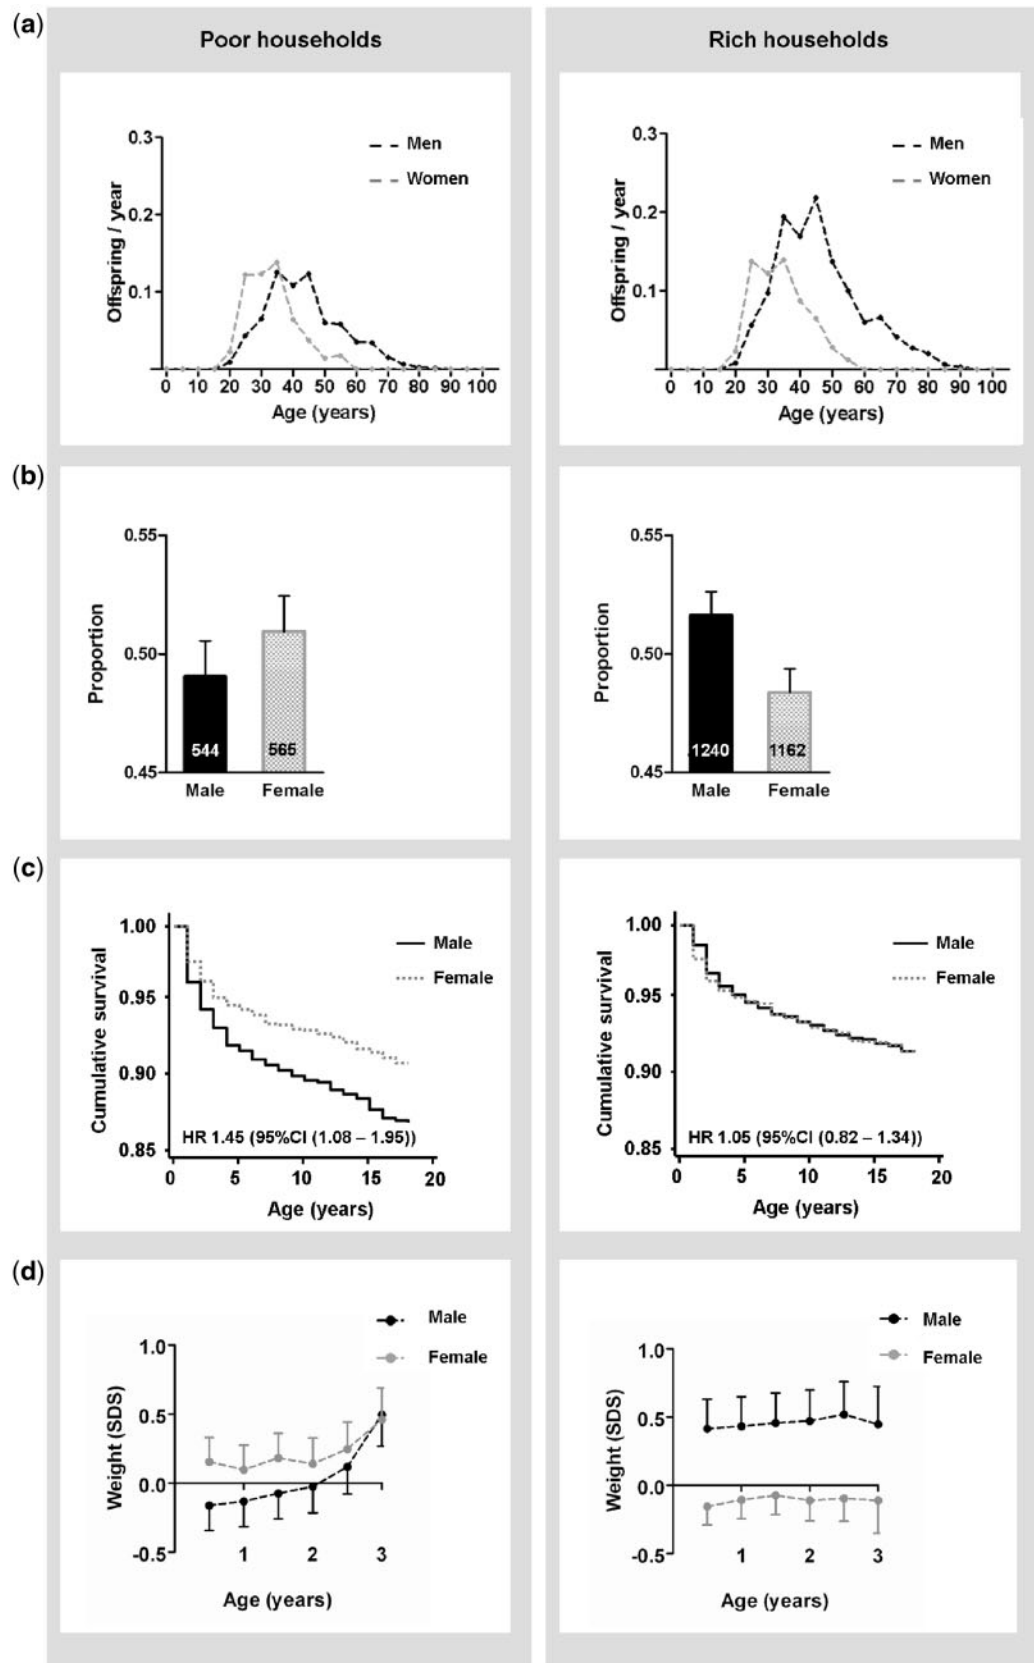 (a)
Poor households
Rich households
0.3
0.2
0.1
Offspring / year
Men
Women
0 10 20 30 40 50 60 70 80 90 100
Age (years)
0.3
0.2
0.1
Offspring / year
Men
Women
0 10 20 30 40 50 60 70 80 90 100
Age (years)
(b)
0.55
0.50
0.45
Proportion
544
565
Male Female
0.55
0.50
0.45
Proportion
1240
1162
Male Female
(c)
1.00
0.95
0.90
0.85
Cumulative survival
Male
Female
HR 1.45 (95%CI (1.08 – 1.95))
0 5 10 15 20
Age (years)
1.00
0.95
0.90
0.85
Cumulative survival
Male
Female
HR 1.05 (95%CI (0.82 – 1.34))
0 5 10 15 20
Age (years)
(d)
Male
Female
1.0
0.5
0.0
-0.5
Weight (SDS)
1 2 3
Age (years)
Male
Female
1.0
0.5
0.0
-0.5
Weight (SDS)
1 2 3
Age (years)